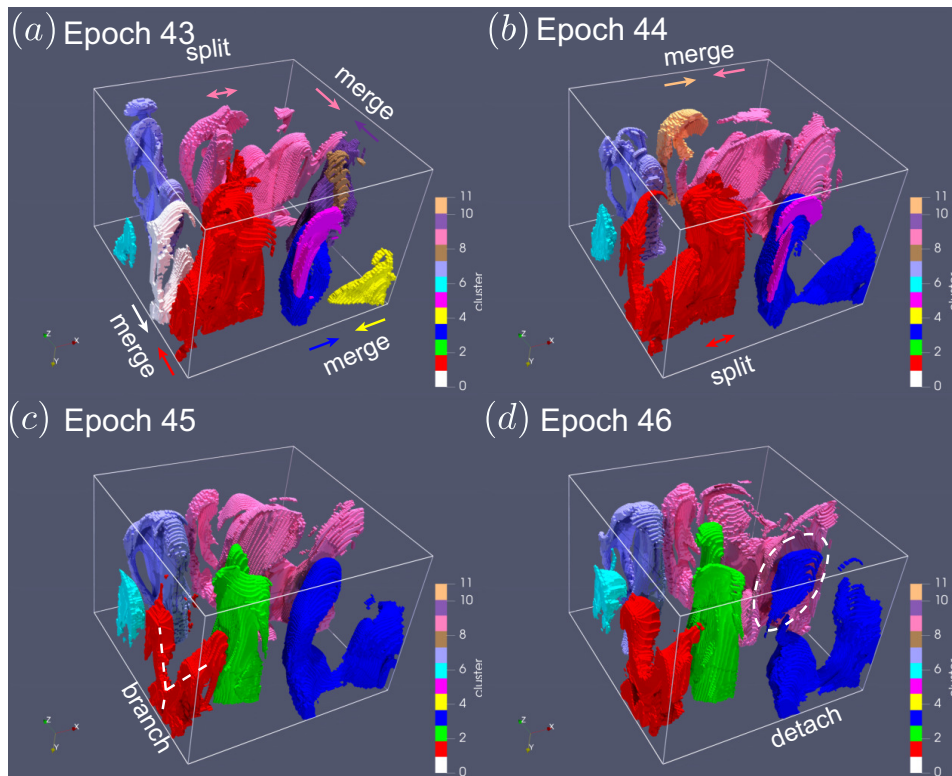 (a) Epoch 43
split
merge
merge
merge
11
10
8
6
4
2
0
cluster
Z
X
Y
(b) Epoch 44
merge
split
11
10
8
6
4
2
0
cluster
Z
X
Y
(c) Epoch 45
branch
11
10
8
6
4
2
0
cluster
Z
X
Y
(d) Epoch 46
detach
11
10
8
6
4
2
0
cluster
Z
X
Y